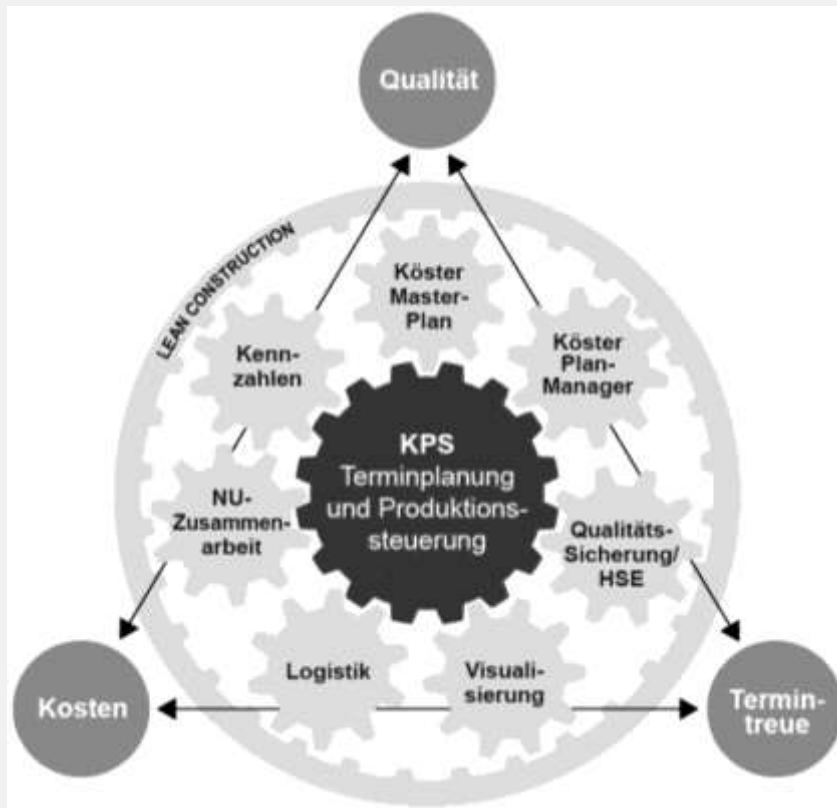 Qualität
LEAN CONSTRUCTION
Köster
Master-
Plan
Kenn-
zahlen
Köster
Plan-
Manager
KPS
Terminplanung
und Produktions-
steuerung
NU-
Zusammen-
arbeit
Qualitäts-
Sicherung/
HSE
Logistik
Visuali-
sierung
Kosten
Termin-
treue